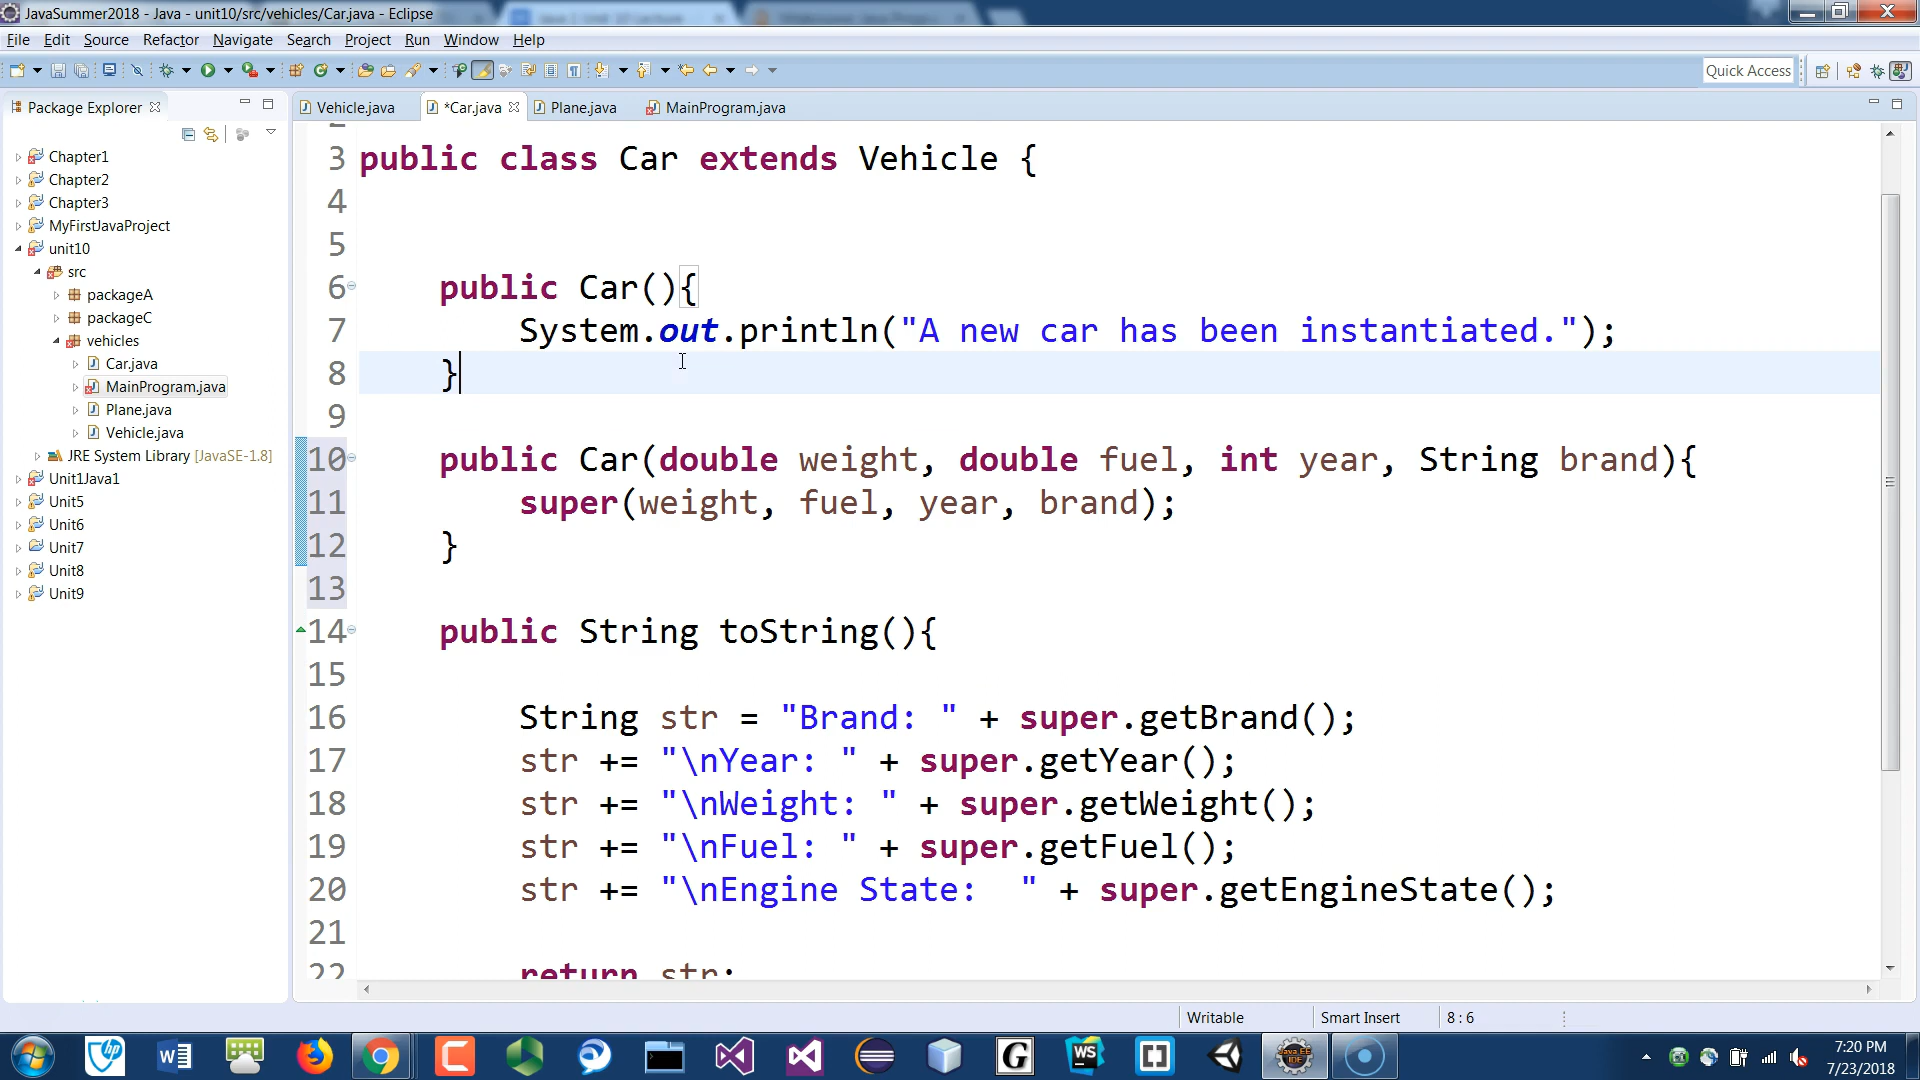 JavaSummer2018 - Java - unit10/src/vehicles/Car.java - Eclipse
File Edit Source Refactor Navigate Search Project Run Window Help
Quick Access
Package Explorer
Vehicle.java *Car.java Plane.java MainProgram.java
Chapter1
Chapter2
Chapter3
MyFirstJavaProject
unit10
src
packageA
packageC
vehicles
Car.java
MainProgram.java
Plane.java
Vehicle.java
JRE System Library [JavaSE-1.8]
Unit1Java1
Unit5
Unit6
Unit7
Unit8
Unit9
3 public class Car extends Vehicle {
4
5
6 public Car(){
7 System.out.println("A new car has been instantiated.");
8 }
9
10 public Car(double weight, double fuel, int year, String brand){
11 super(weight, fuel, year, brand);
12 }
13
14 public String toString(){
15
16 String str = "Brand: " + super.getBrand();
17 str += "\nYear: " + super.getYear();
18 str += "\nWeight: " + super.getWeight();
19 str += "\nFuel: " + super.getFuel();
20 str += "\nEngine State:  " + super.getEngineState();
21
22 return str;
Writable Smart Insert 8 : 6
7:20 PM
7/23/2018